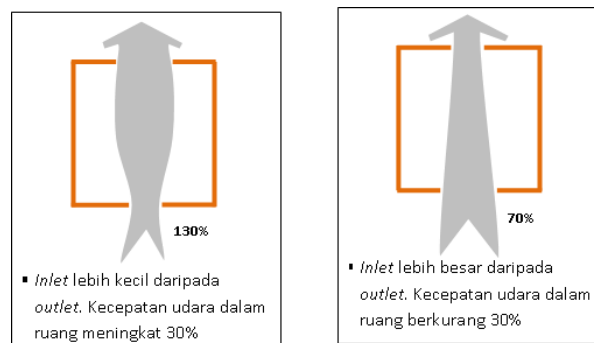 130%
▪ Inlet lebih kecil daripada
outlet. Kecepatan udara dalam
ruang meningkat 30%
70%
▪ Inlet lebih besar daripada
outlet. Kecepatan udara dalam
ruang berkurang 30%